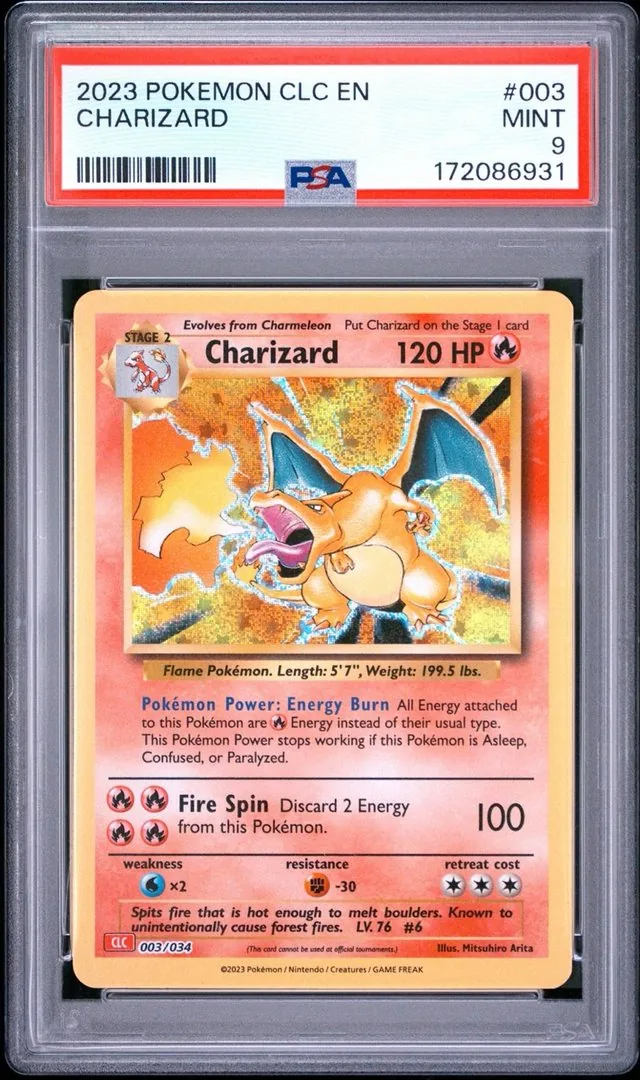 2023 POKEMON CLC EN #003
CHARIZARD MINT
9
172086931
PSA
Evolves from Charmeleon Put Charizard on the Stage 1 card
STAGE 2
Charizard 120 HP
Flame Pokémon. Length: 5'7", Weight: 199.5 lbs.
Pokémon Power: Energy Burn All Energy attached
to this Pokémon are Energy instead of their usual type.
This Pokémon Power stops working if this Pokémon is Asleep,
Confused, or Paralyzed.
Fire Spin Discard 2 Energy
from this Pokémon.
100
weakness resistance retreat cost
×2 -30
Spits fire that is hot enough to melt boulders. Known to
unintentionally cause forest fires. LV. 76 #6
CLC 003/034 (This card cannot be used at official tournaments.) Illus. Mitsuhiro Arita
©2023 Pokémon / Nintendo / Creatures / GAME FREAK
PSA